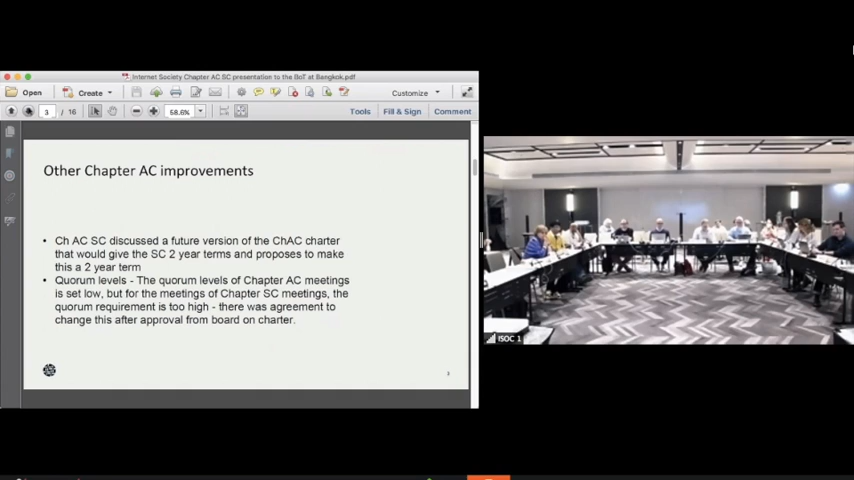 Internet Society Chapter AC SC presentation to the BoT at Bangkok.pdf
Open
Create
Customize
3 / 16
58.6%
Tools
Fill & Sign
Comment
Other Chapter AC improvements
• Ch AC SC discussed a future version of the ChAC charter
that would give the SC 2 year terms and proposes to make
this a 2 year term
• Quorum levels - The quorum levels of Chapter AC meetings
is set low, but for the meetings of Chapter SC meetings, the
quorum requirement is too high - there was agreement to
change this after approval from board on charter.
3
ISOC 1